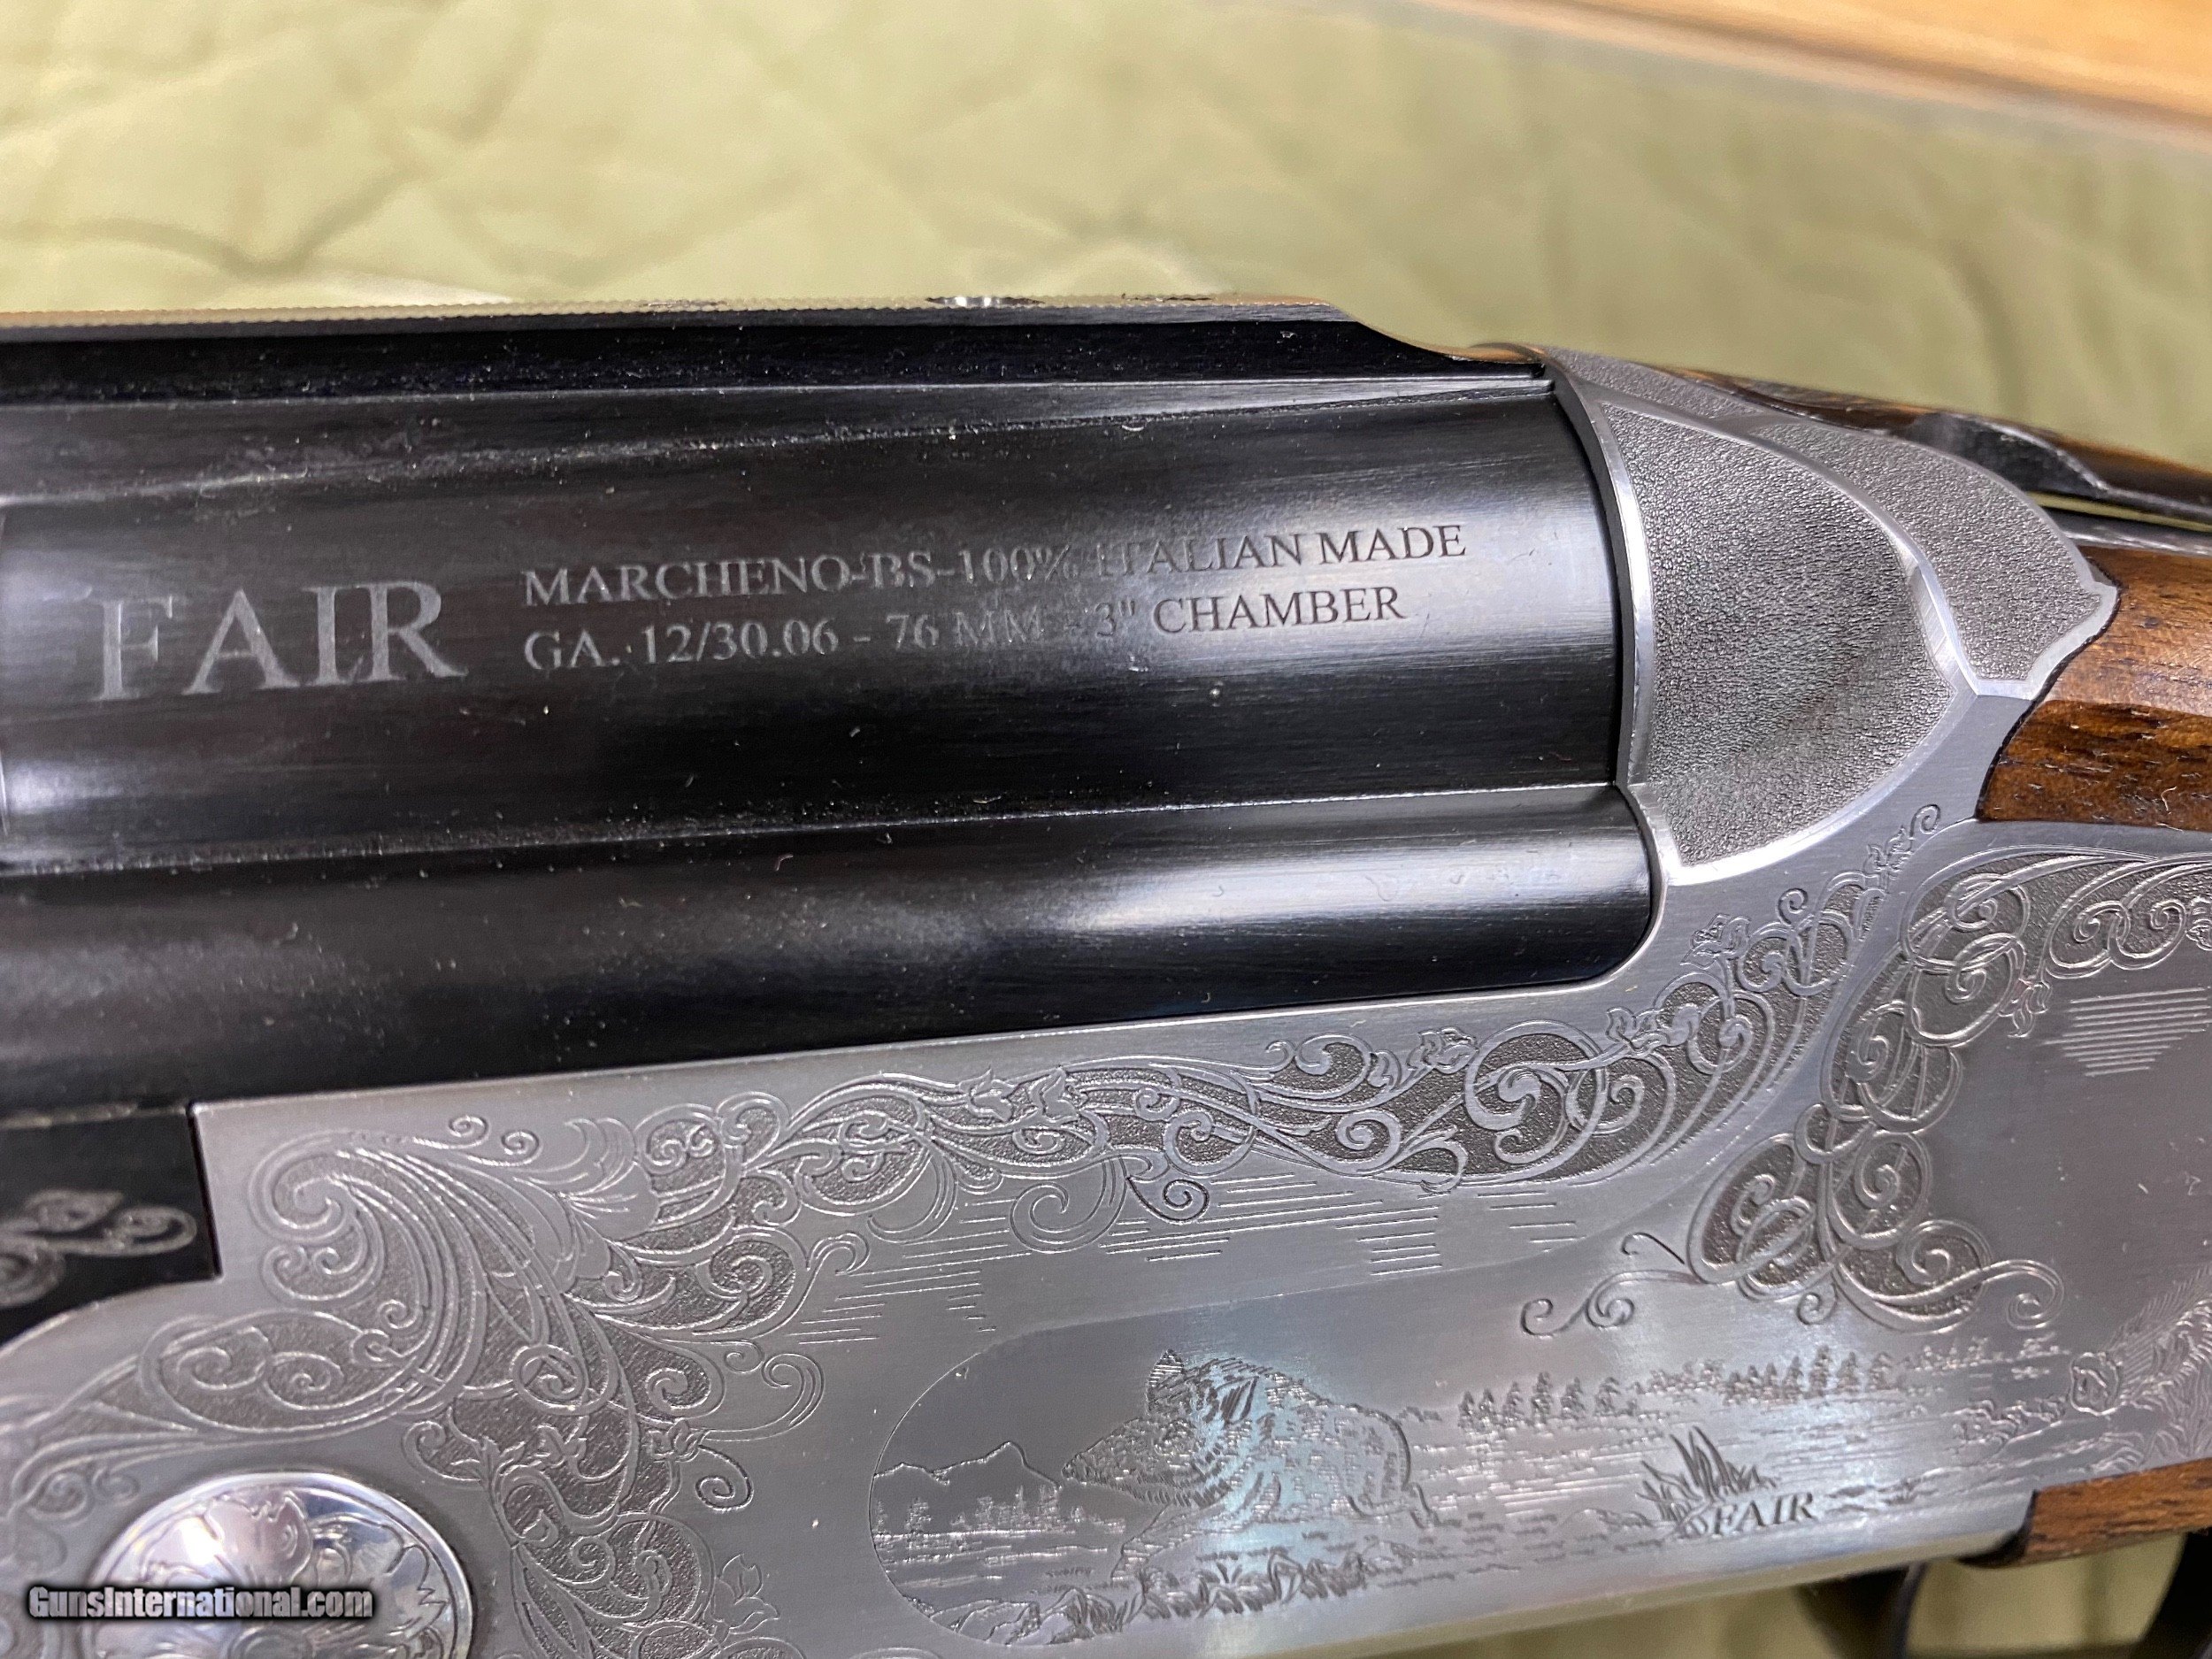 FAIR
MARCHENO-BS-100% ITALIAN MADE
GA. 12/30.06 - 76 MM - 3" CHAMBER
FAIR
GunsInternational.com